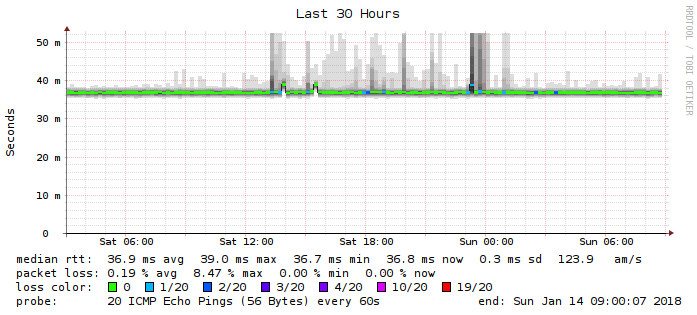 Last 30 Hours
RRDTOOL / TOBI OETIKER
Seconds
50 m
40 m
30 m
20 m
10 m
0
Sat 06:00 Sat 12:00 Sat 18:00 Sun 00:00 Sun 06:00
median rtt: 36.9 ms avg 39.0 ms max 36.7 ms min 36.8 ms now 0.3 ms sd 123.9 am/s
packet loss: 0.19 % avg 8.47 % max 0.00 % min 0.00 % now
loss color: 0 1/20 2/20 3/20 4/20 10/20 19/20
probe: 20 ICMP Echo Pings (56 Bytes) every 60s end: Sun Jan 14 09:00:07 2018